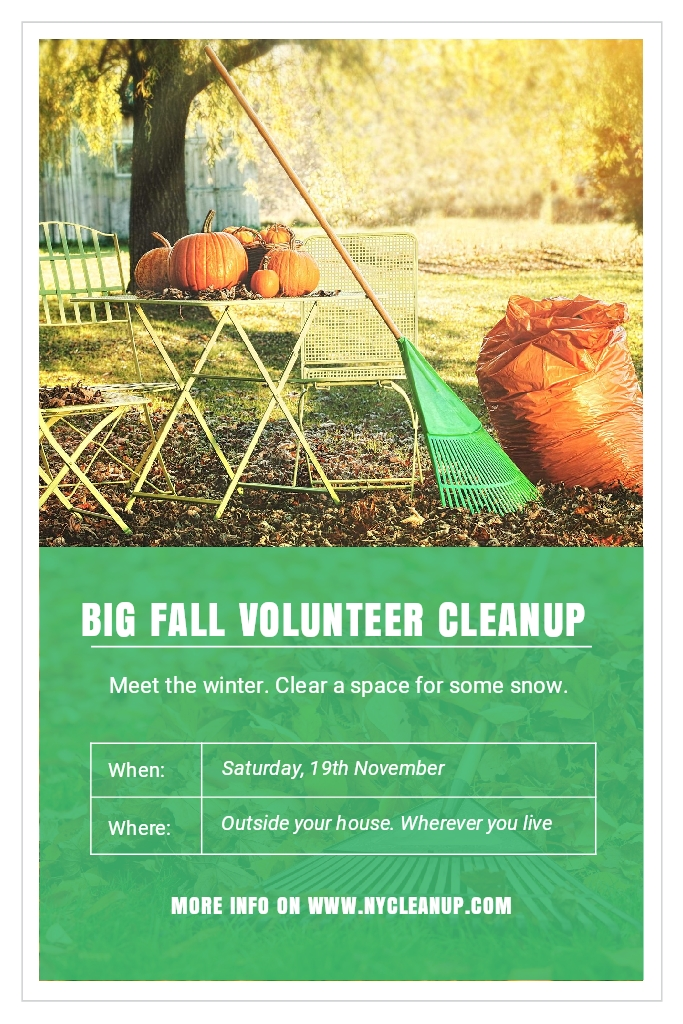 BIG FALL VOLUNTEER CLEANUP
Meet the winter. Clear a space for some snow.
When: Saturday, 19th November
Where: Outside your house. Wherever you live
MORE INFO ON WWW.NYCLEANUP.COM